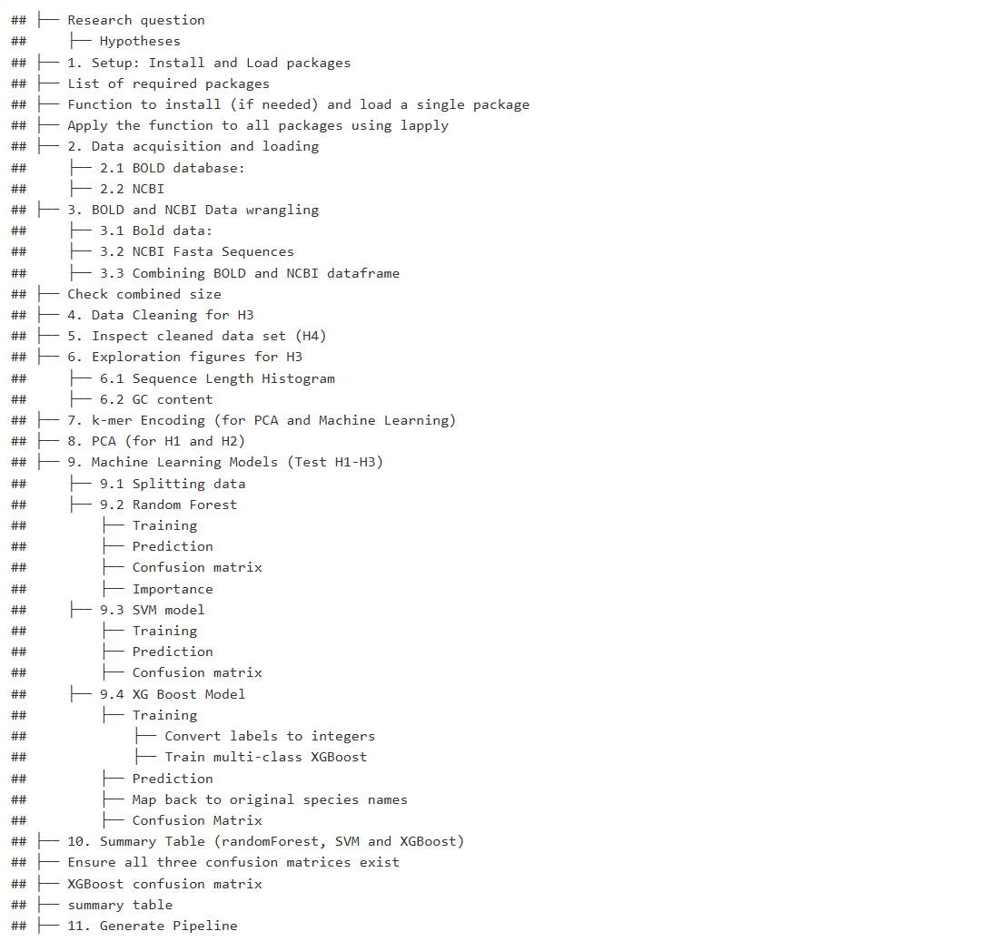 ## ├── Research question
##     ├── Hypotheses
## ├── 1. Setup: Install and Load packages
## ├── List of required packages
## ├── Function to install (if needed) and load a single package
## ├── Apply the function to all packages using lapply
## ├── 2. Data acquisition and loading
##     ├── 2.1 BOLD database:
##     ├── 2.2 NCBI
## ├── 3. BOLD and NCBI Data wrangling
##     ├── 3.1 Bold data:
##     ├── 3.2 NCBI Fasta Sequences
##     ├── 3.3 Combining BOLD and NCBI dataframe
## ├── Check combined size
## ├── 4. Data Cleaning for H3
## ├── 5. Inspect cleaned data set (H4)
## ├── 6. Exploration figures for H3
##     ├── 6.1 Sequence Length Histogram
##     ├── 6.2 GC content
## ├── 7. k-mer Encoding (for PCA and Machine Learning)
## ├── 8. PCA (for H1 and H2)
## ├── 9. Machine Learning Models (Test H1-H3)
##     ├── 9.1 Splitting data
##     ├── 9.2 Random Forest
##         ├── Training
##         ├── Prediction
##         ├── Confusion matrix
##         ├── Importance
##     ├── 9.3 SVM model
##         ├── Training
##         ├── Prediction
##         ├── Confusion matrix
##     ├── 9.4 XG Boost Model
##         ├── Training
##             ├── Convert labels to integers
##             ├── Train multi-class XGBoost
##         ├── Prediction
##         ├── Map back to original species names
##         ├── Confusion Matrix
## ├── 10. Summary Table (randomForest, SVM and XGBoost)
## ├── Ensure all three confusion matrices exist
## ├── XGBoost confusion matrix
## ├── summary table
## ├── 11. Generate Pipeline